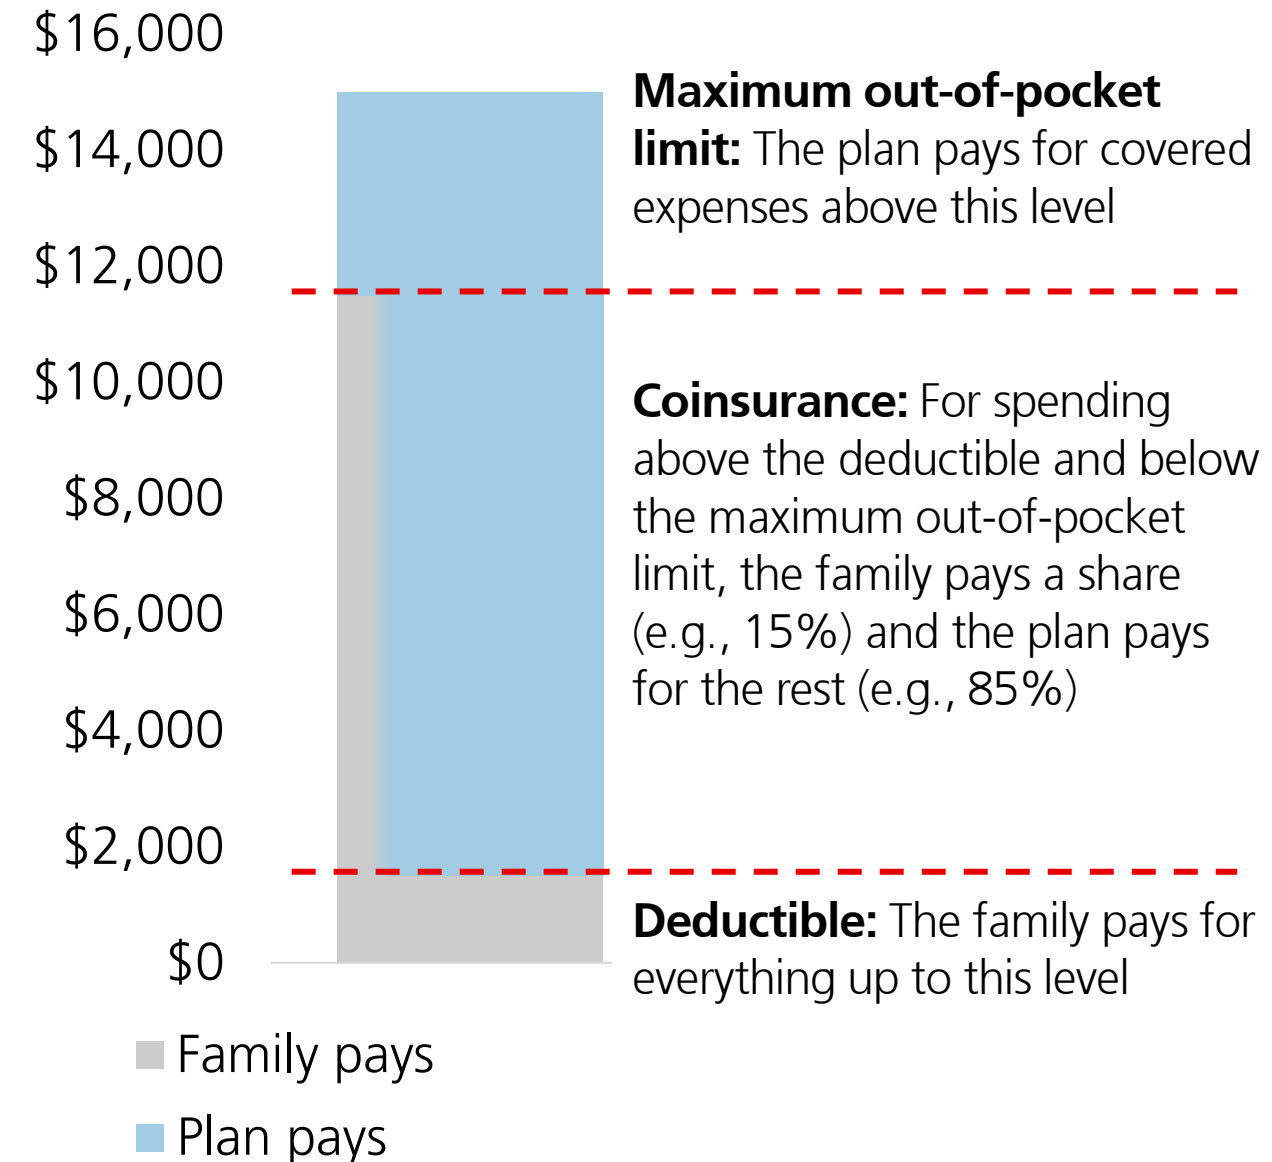 $16,000
$14,000
$12,000
$10,000
$8,000
$6,000
$4,000
$2,000
$0
Maximum out-of-pocket
limit: The plan pays for covered
expenses above this level
Coinsurance: For spending
above the deductible and below
the maximum out-of-pocket
limit, the family pays a share
(e.g., 15%) and the plan pays
for the rest (e.g., 85%)
Deductible: The family pays for
everything up to this level
Family pays
Plan pays